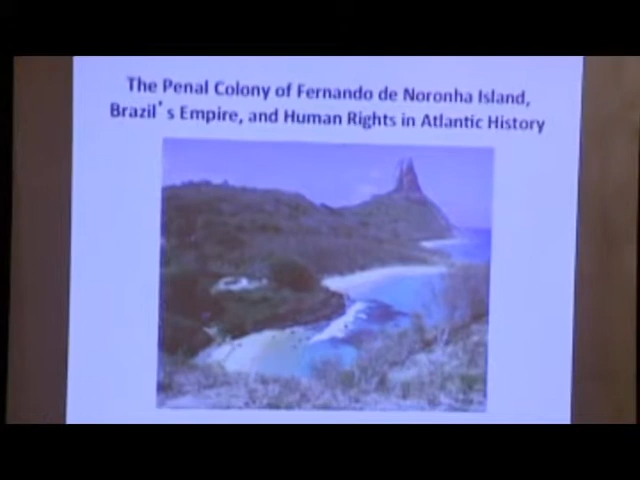 The Penal Colony of Fernando de Noronha Island,
Brazil's Empire, and Human Rights in Atlantic History